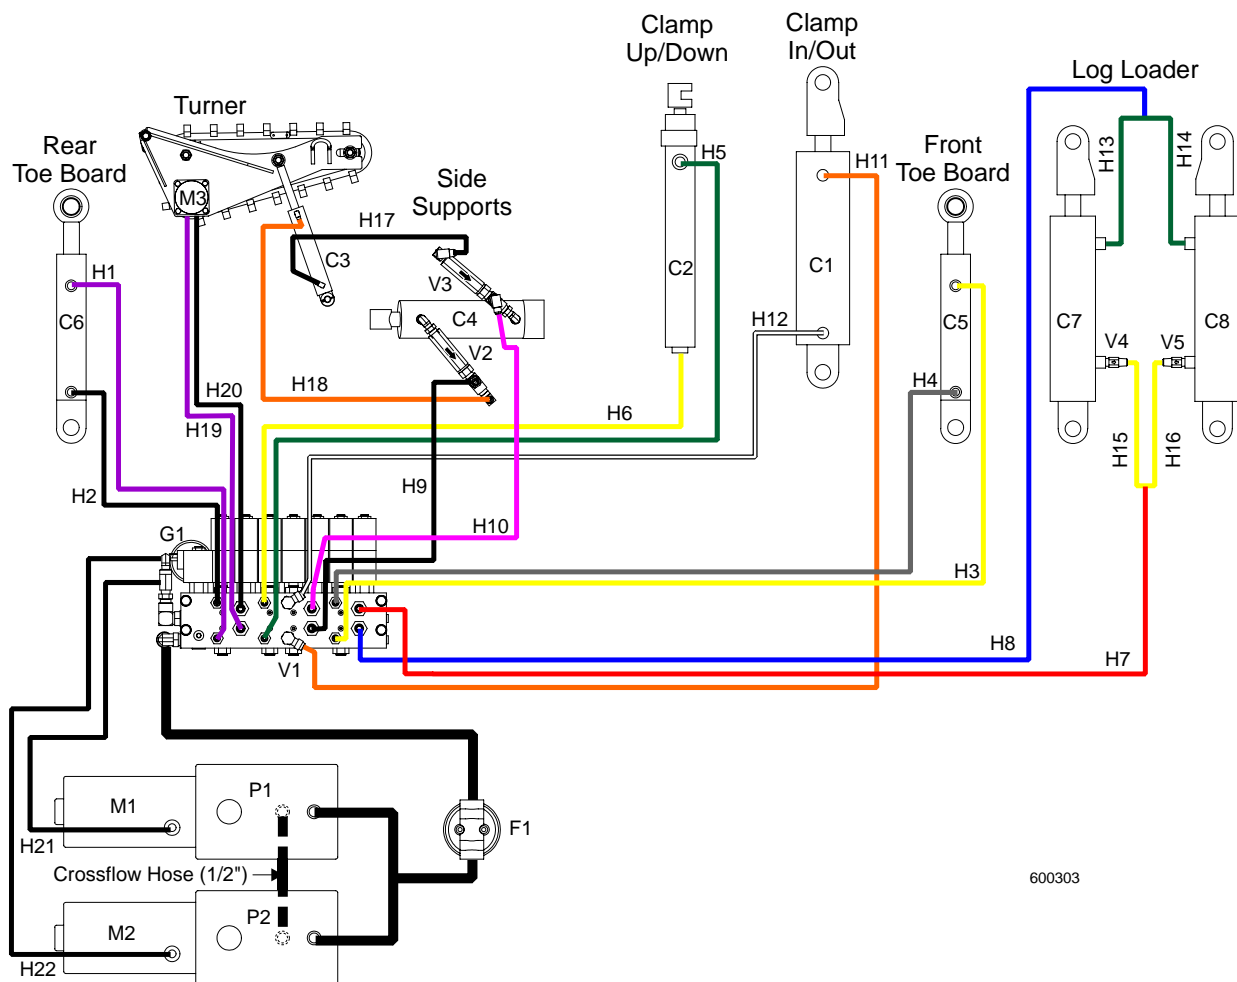 Clamp
Up/Down
Clamp
In/Out
Log Loader
Turner
Rear
Toe Board
Side
Supports
Front
Toe Board
H5
H11
H13
H14
M3
H17
C3
V3
C4
V2
C2
C1
H1
C6
C5
C7
C8
H12
V4
V5
H20
H18
H19
H6
H4
H15
H16
H2
H9
H10
G1
H3
V1
H8
H7
M1
P1
F1
H21
Crossflow Hose (1/2")
600303
P2
M2
H22